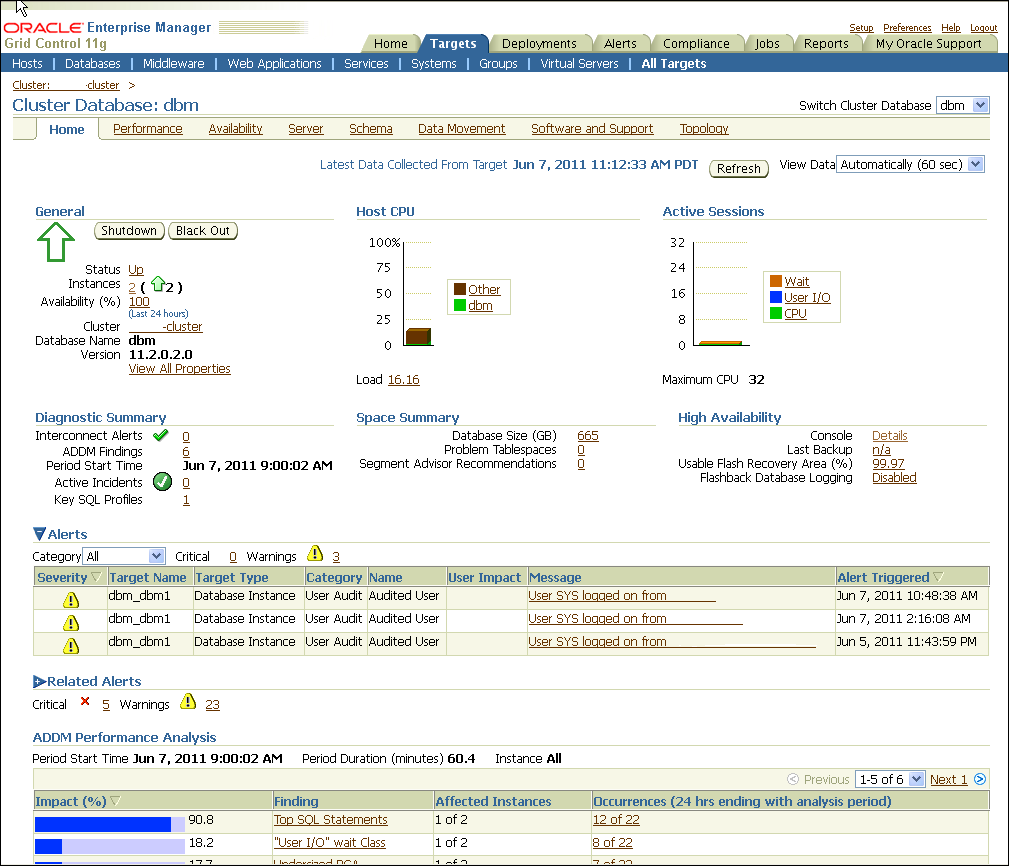 ORACLE Enterprise Manager
Grid Control 11g
Setup Preferences Help Logout
Home Targets Deployments Alerts Compliance Jobs Reports My Oracle Support
Hosts | Databases | Middleware | Web Applications | Services | Systems | Groups | Virtual Servers | All Targets
Cluster: -cluster >
Cluster Database: dbm
Switch Cluster Database dbm
Home Performance Availability Server Schema Data Movement Software and Support Topology
Latest Data Collected From Target Jun 7, 2011 11:12:33 AM PDT Refresh View Data Automatically (60 sec)
General
Shutdown Black Out
Status Up
Instances 2 ( 2 )
Availability (%) 100
(Last 24 hours)
Cluster -cluster
Database Name dbm
Version 11.2.0.2.0
View All Properties
Host CPU
100%
75
50
25
0
Other
dbm
Load 16.16
Active Sessions
32
24
16
8
0
Wait
User I/O
CPU
Maximum CPU 32
Diagnostic Summary
Interconnect Alerts 0
ADDM Findings 6
Period Start Time Jun 7, 2011 9:00:02 AM
Active Incidents 0
Key SQL Profiles 1
Space Summary
Database Size (GB) 665
Problem Tablespaces 0
Segment Advisor Recommendations 0
High Availability
Console Details
Last Backup n/a
Usable Flash Recovery Area (%) 99.97
Flashback Database Logging Disabled
Alerts
Category All Critical 0 Warnings 3
Severity Target Name Target Type Category Name User Impact Message Alert Triggered
dbm_dbm1 Database Instance User Audit Audited User User SYS logged on from Jun 7, 2011 10:48:38 AM
dbm_dbm1 Database Instance User Audit Audited User User SYS logged on from Jun 7, 2011 2:16:08 AM
dbm_dbm1 Database Instance User Audit Audited User User SYS logged on from Jun 5, 2011 11:43:59 PM
Related Alerts
Critical 5 Warnings 23
ADDM Performance Analysis
Period Start Time Jun 7, 2011 9:00:02 AM Period Duration (minutes) 60.4 Instance All
Previous 1-5 of 6 Next 1
Impact (%) Finding Affected Instances Occurrences (24 hrs ending with analysis period)
90.8 Top SQL Statements 1 of 2 12 of 22
18.2 "User I/O" wait Class 1 of 2 8 of 22
17.7 Undersized PGA 1 of 2 7 of 22